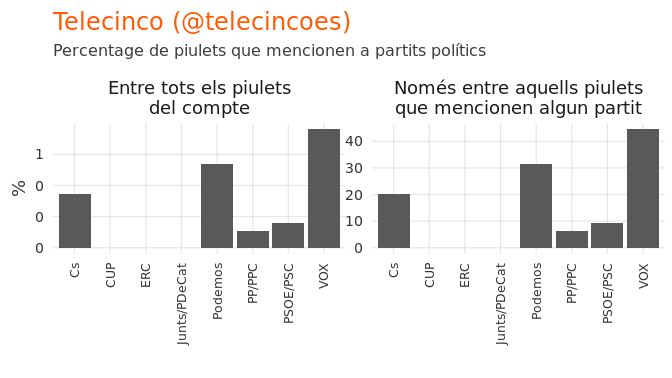 Telecinco (@telecincoes)
Percentage de piulets que mencionen a partits polítics
Entre tots els piulets
del compte
Només entre aquells piulets
que mencionen algun partit
%
1
0
0
0
40
30
20
10
0
Cs
CUP
ERC
Junts/PDeCat
Podemos
PP/PPC
PSOE/PSC
VOX
Cs
CUP
ERC
Junts/PDeCat
Podemos
PP/PPC
PSOE/PSC
VOX